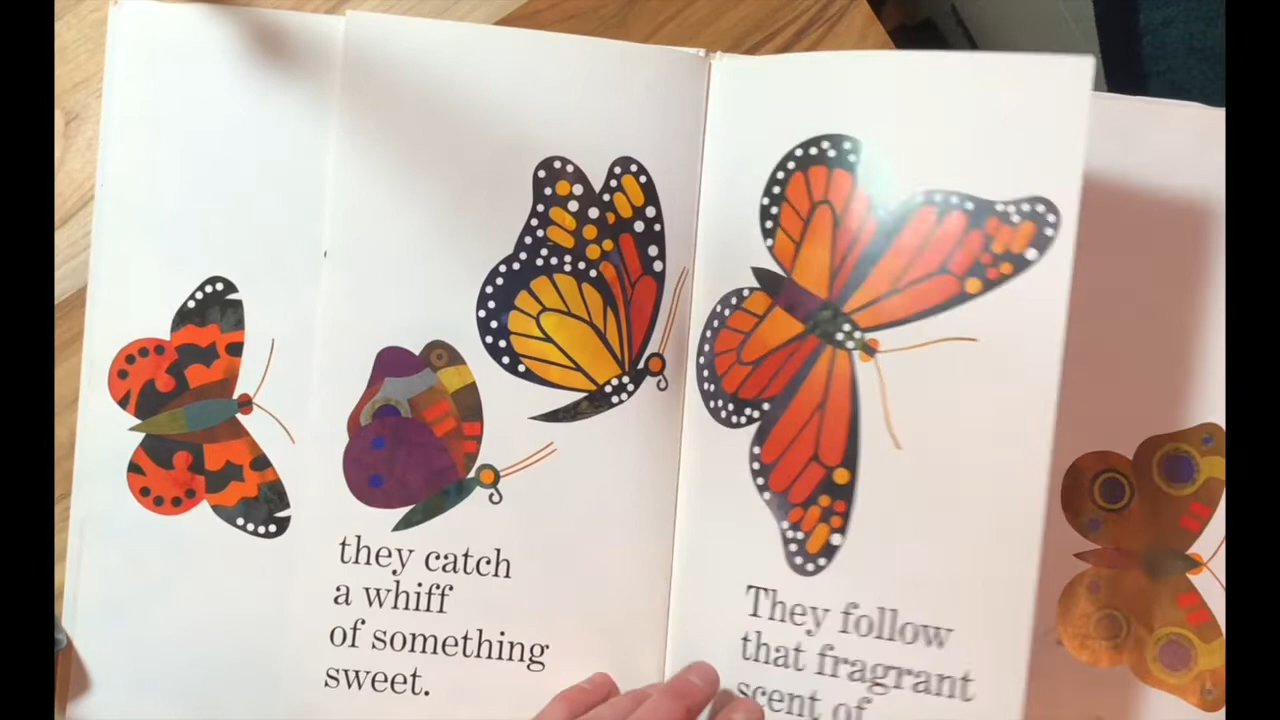 they catch
a whiff
of something
sweet.
They follow
that fragrant
scent of